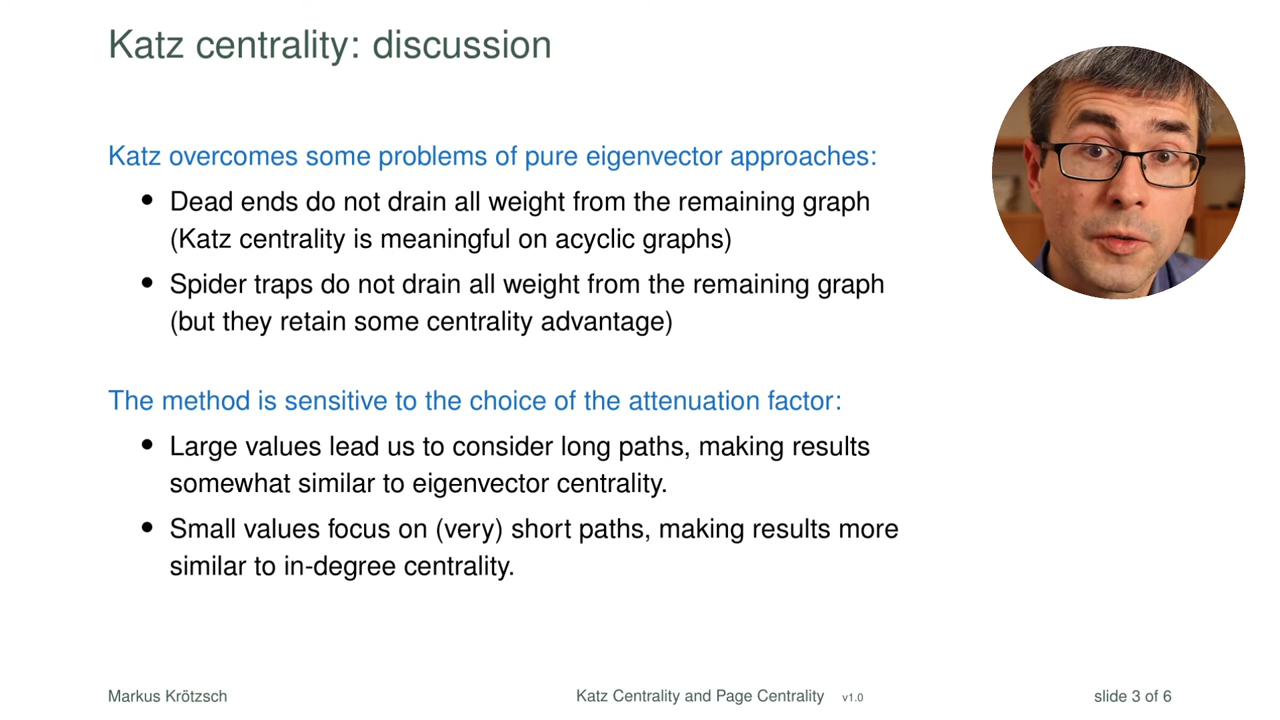 Katz centrality: discussion
Katz overcomes some problems of pure eigenvector approaches:
• Dead ends do not drain all weight from the remaining graph
(Katz centrality is meaningful on acyclic graphs)
• Spider traps do not drain all weight from the remaining graph
(but they retain some centrality advantage)
The method is sensitive to the choice of the attenuation factor:
• Large values lead us to consider long paths, making results
somewhat similar to eigenvector centrality.
• Small values focus on (very) short paths, making results more
similar to in-degree centrality.
Markus Krötzsch Katz Centrality and Page Centrality v1.0 slide 3 of 6